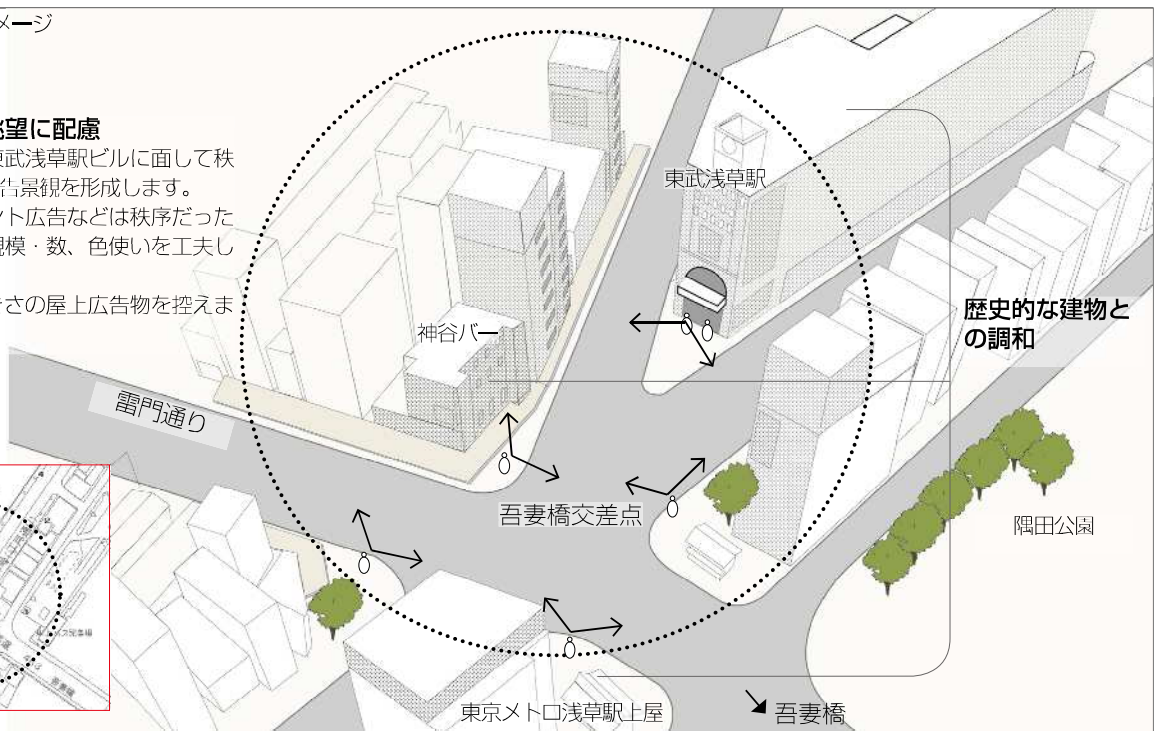 メージ
眺望に配慮
東武浅草駅ビルに面して秩
告景観を形成します。
ント広告などは秩序だった
規模・数、色使いを工夫し
きさの屋上広告物を控えま
東武浅草駅
神谷バー
歴史的な建物と
の調和
雷門通り
吾妻橋交差点
隅田公園
東京メトロ浅草駅上屋
吾妻橋